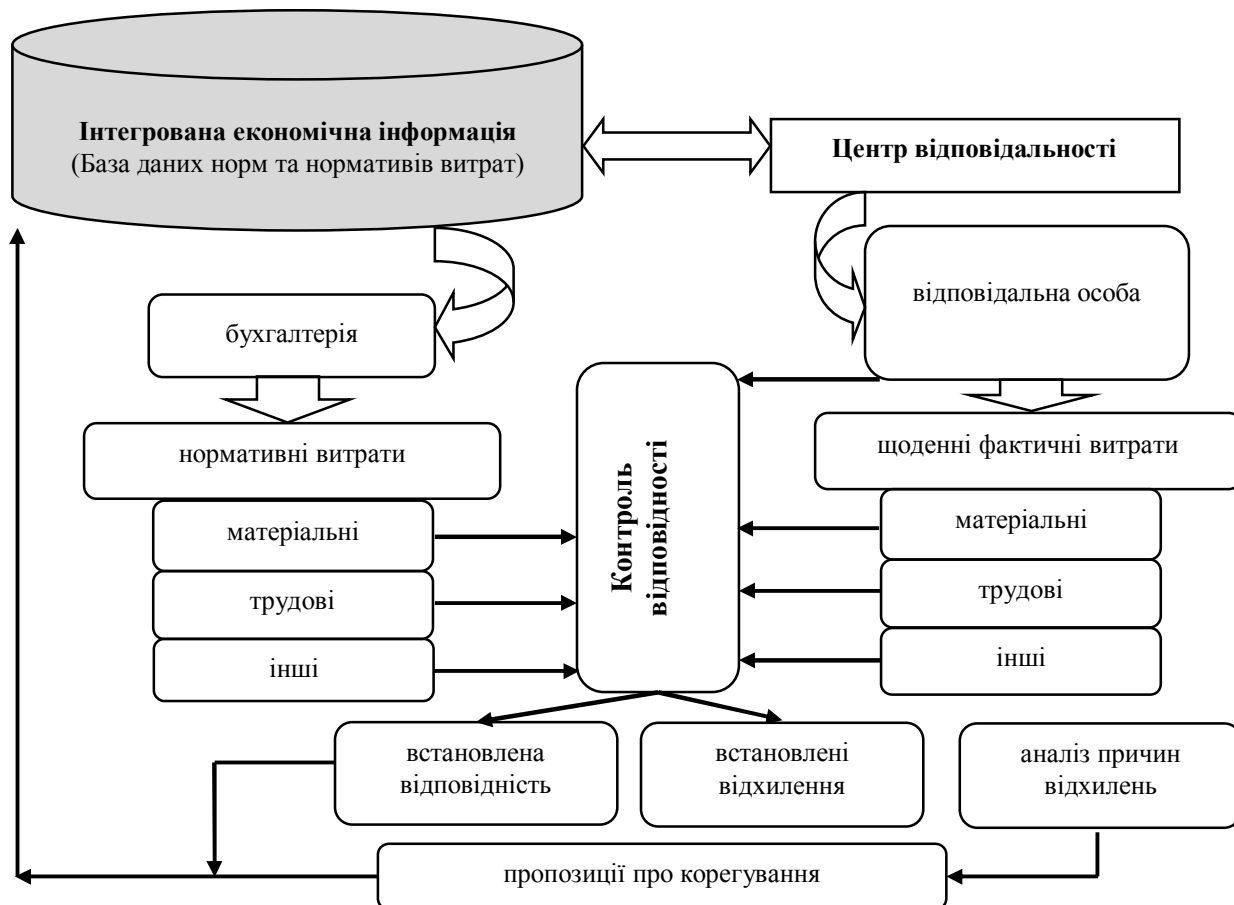 Інтегрована економічна інформація
(База даних норм та нормативів витрат)
Центр відповідальності
відповідальна особа
бухгалтерія
нормативні витрати
щоденні фактичні витрати
матеріальні
трудові
інші
Контроль
відповідності
матеріальні
трудові
інші
встановлена
відповідність
встановлені
відхилення
аналіз причин
відхилень
пропозиції про корегування